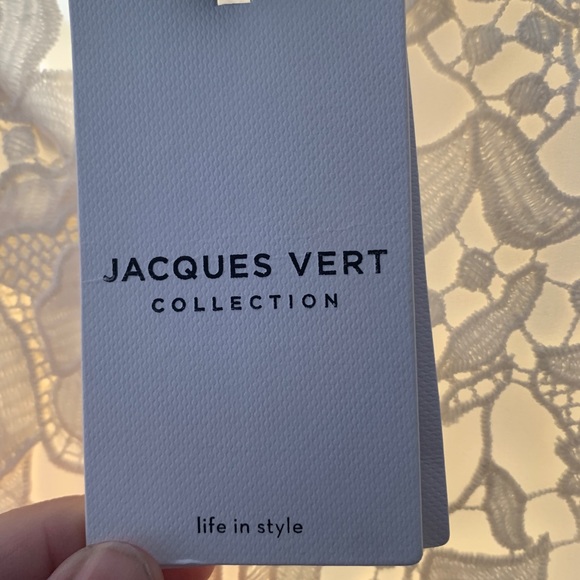 JACQUES VERT
COLLECTION
life in style